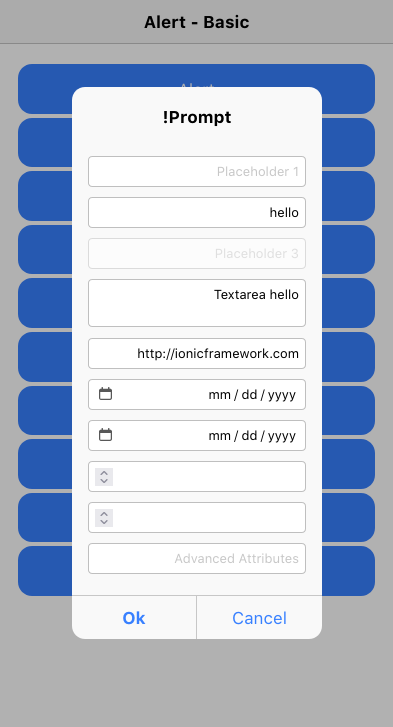 Alert - Basic
Alert
!Prompt
Placeholder 1
hello
Placeholder 3
Textarea hello
http://ionicframework.com
mm / dd / yyyy
mm / dd / yyyy
Advanced Attributes
Ok
Cancel